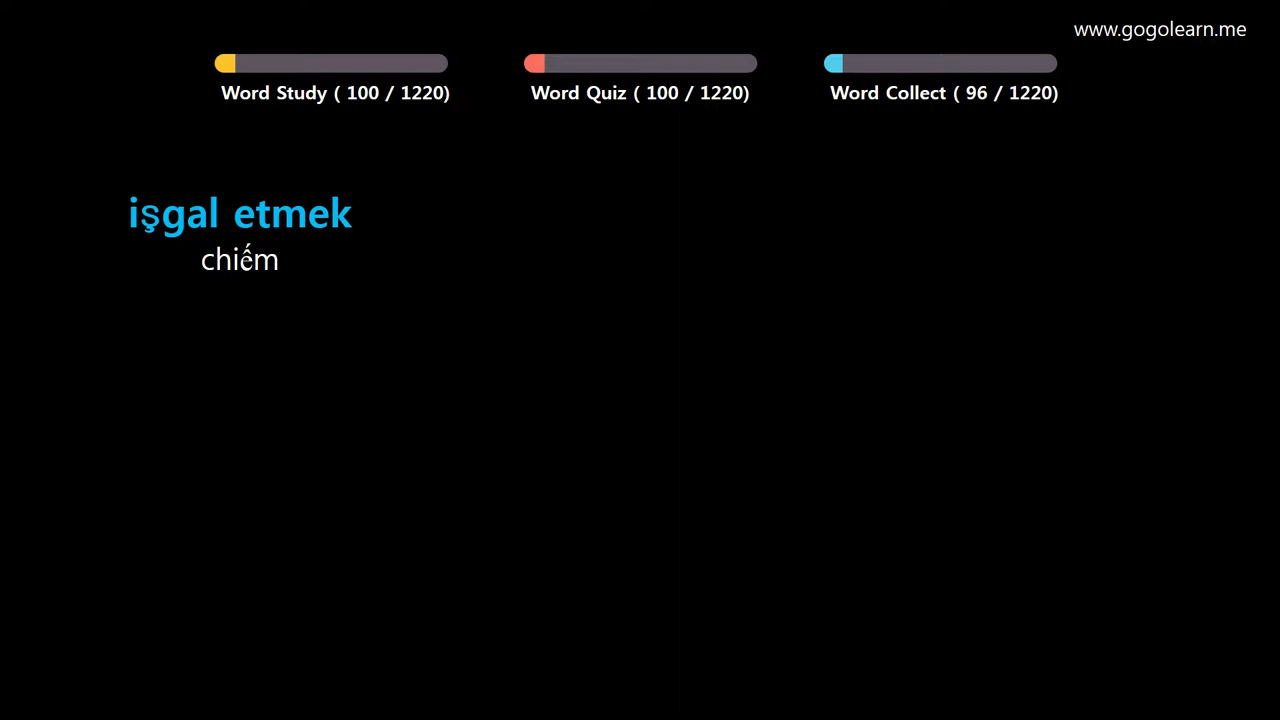 www.gogolearn.me
Word Study ( 100 / 1220)
Word Quiz ( 100 / 1220)
Word Collect ( 96 / 1220)
işgal etmek
chiếm